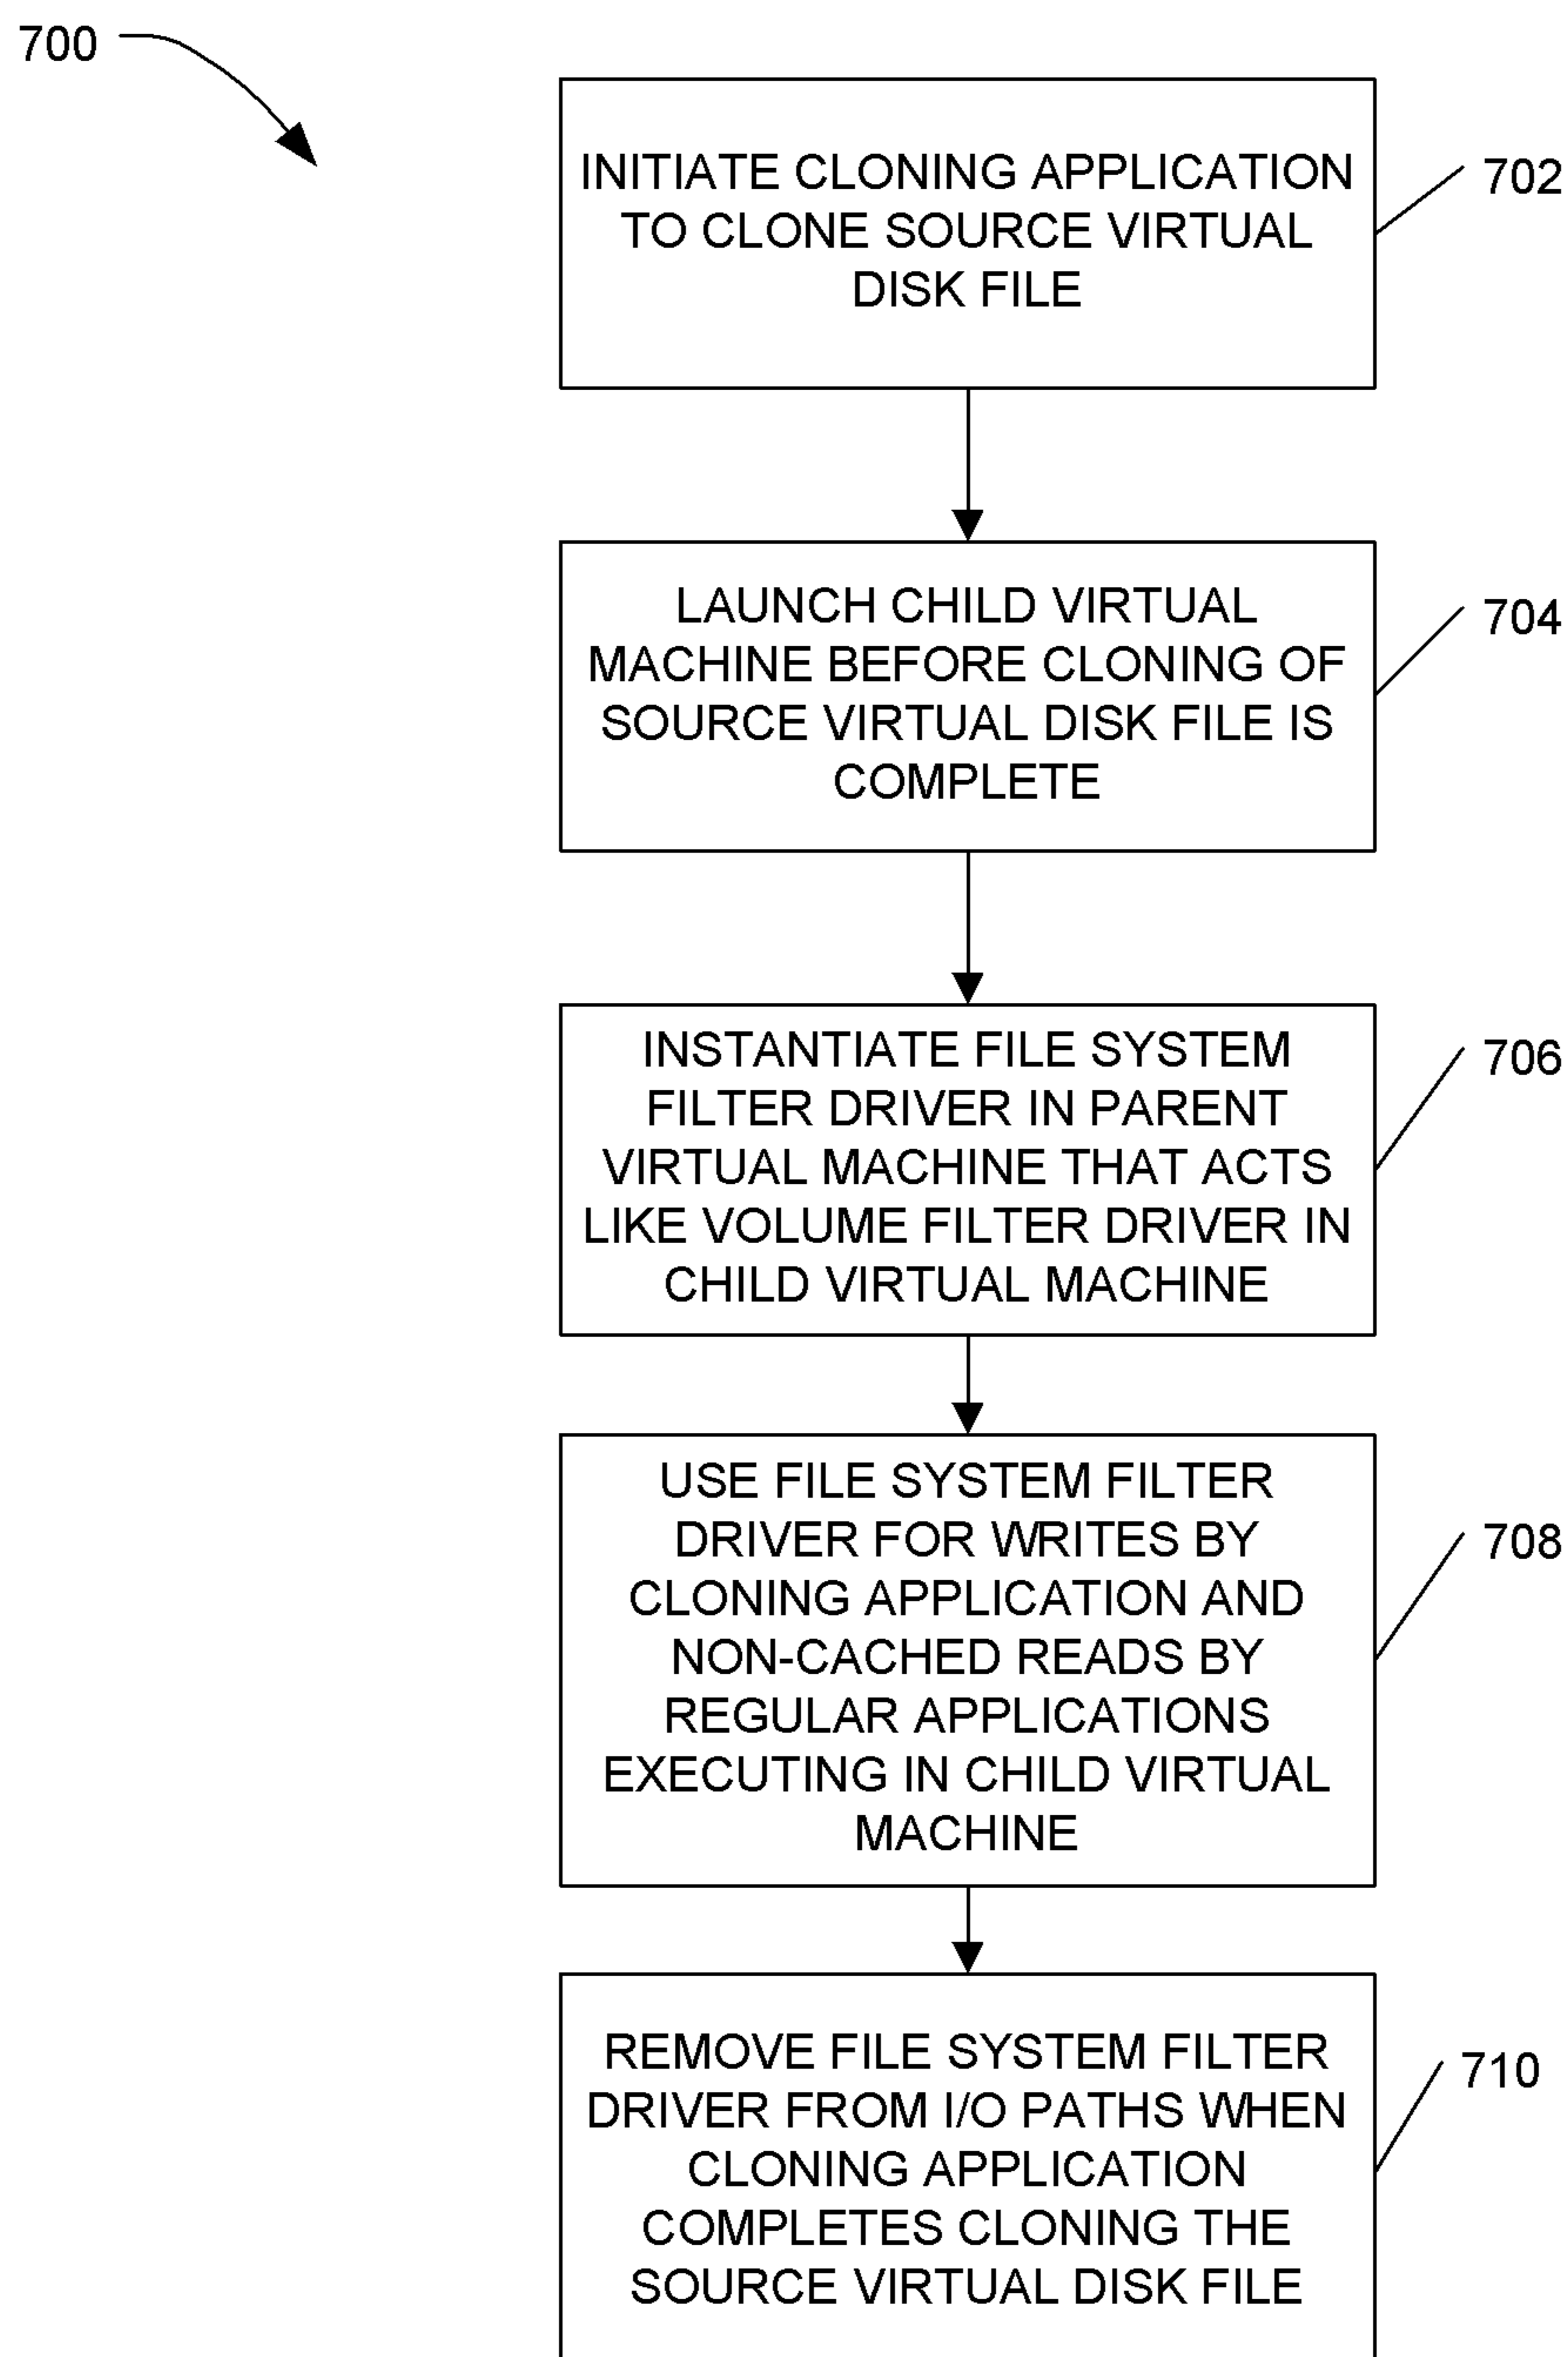 700
INITIATE CLONING APPLICATION
TO CLONE SOURCE VIRTUAL
DISK FILE
702
LAUNCH CHILD VIRTUAL
MACHINE BEFORE CLONING OF
SOURCE VIRTUAL DISK FILE IS
COMPLETE
704
INSTANTIATE FILE SYSTEM
FILTER DRIVER IN PARENT
VIRTUAL MACHINE THAT ACTS
LIKE VOLUME FILTER DRIVER IN
CHILD VIRTUAL MACHINE
706
USE FILE SYSTEM FILTER
DRIVER FOR WRITES BY
CLONING APPLICATION AND
NON-CACHED READS BY
REGULAR APPLICATIONS
EXECUTING IN CHILD VIRTUAL
MACHINE
708
REMOVE FILE SYSTEM FILTER
DRIVER FROM I/O PATHS WHEN
CLONING APPLICATION
COMPLETES CLONING THE
SOURCE VIRTUAL DISK FILE
710